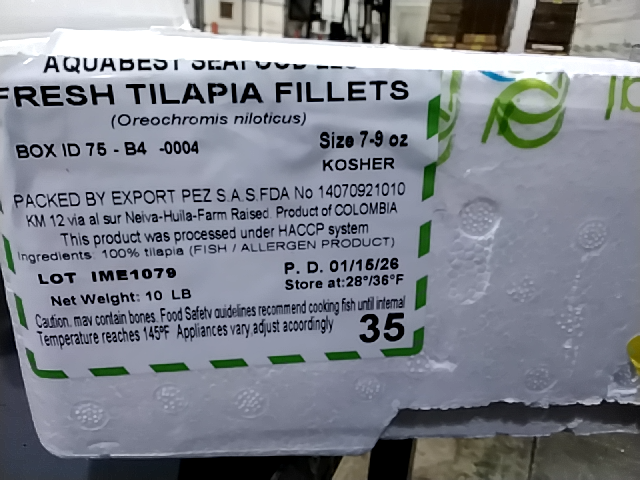 AQUABEST SEAFOOD LLC
FRESH TILAPIA FILLETS
(Oreochromis niloticus)
BOX ID 75 - B4 -0004 Size 7-9 oz
KOSHER
PACKED BY EXPORT PEZ S.A.S.FDA No 14070921010
KM 12 via al sur Neiva-Huila-Farm Raised. Product of COLOMBIA
This product was processed under HACCP system
Ingredients: 100% tilapia (FISH / ALLERGEN PRODUCT)
LOT IME1079 P. D. 01/15/26
Store at:28°/36°F
Net Weight: 10 LB
Caution, may contain bones. Food Safety guidelines recommend cooking fish until internal
Temperature reaches 145ºF Appliances vary, adjust acoordingly
35